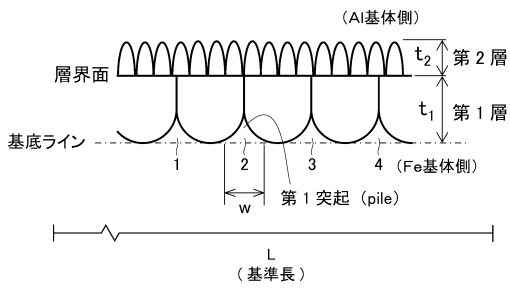 （Al基体側）
t₂ 第２層
層界面
t₁ 第１層
基底ライン
1 2 3 4 （Fe基体側）
w 第１突起（pile）
L
（基準長）